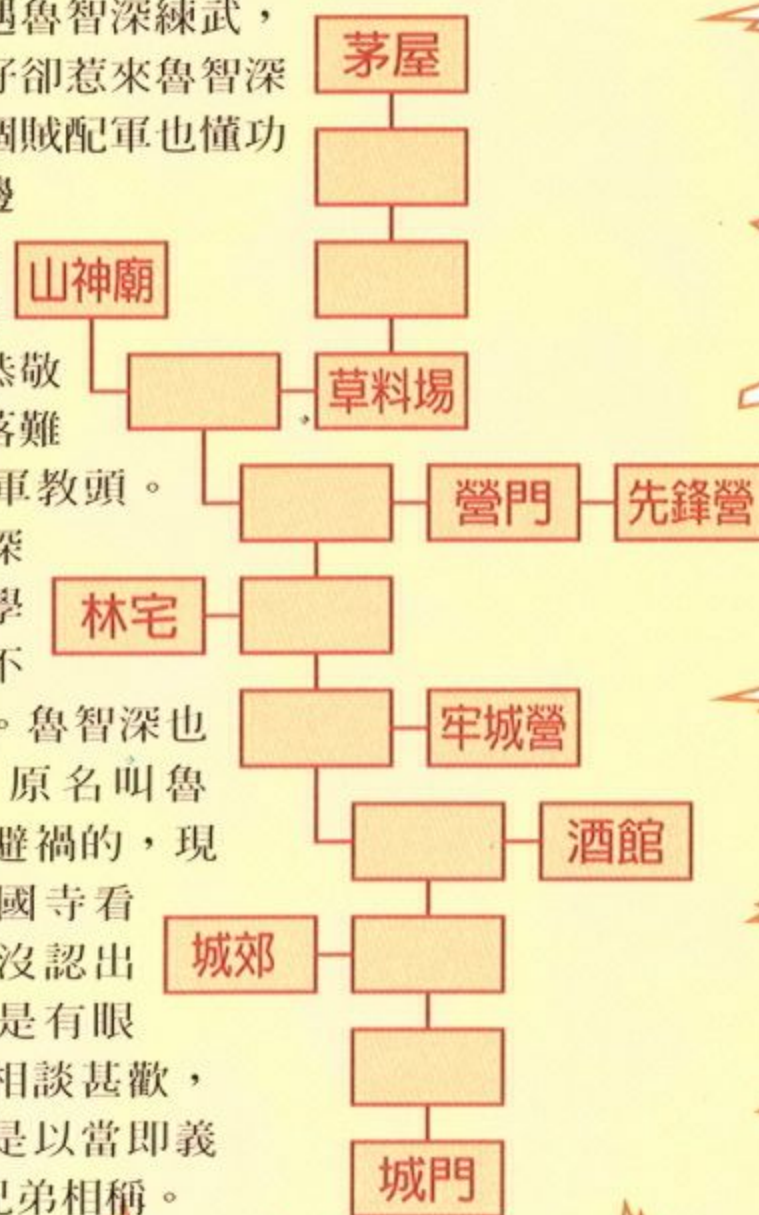 遇魯智深練武，
好卻惹來魯智深
個賊配軍也懂功
邊
恭敬
落難
軍教頭。
深
學
不
。魯智深也
原名叫魯
避禍的，現
國寺看
沒認出
是有眼
相談甚歡，
是以當即義
兄弟相稱。
茅屋
山神廟
草料場
營門
先鋒營
林宅
牢城營
酒館
城郊
城門